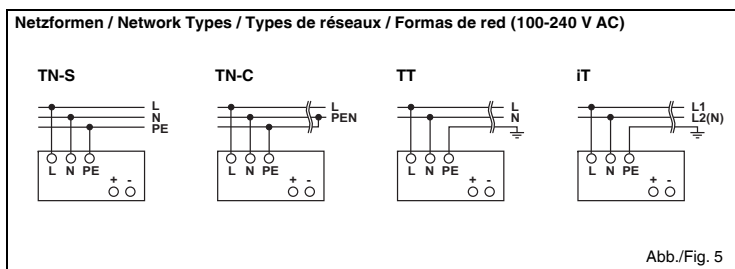 Netzformen / Network Types / Types de réseaux / Formas de red (100-240 V AC)
TN-S
L
N
PE
L N PE
+ -
TN-C
L
PEN
L N PE
+ -
TT
L
N
L N PE
+ -
iT
L1
L2(N)
L N PE
+ -
Abb./Fig. 5